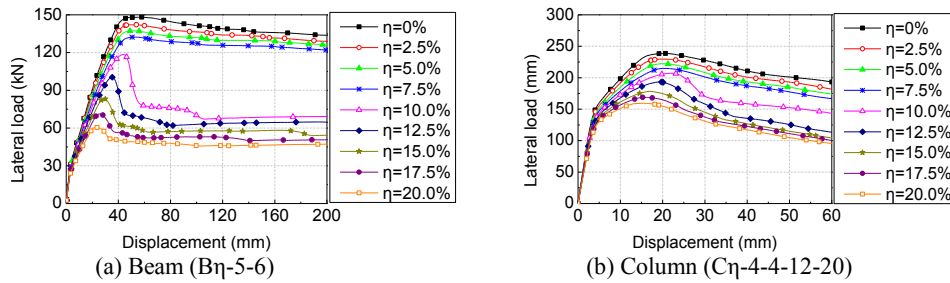 150
120
90
60
30
0
Lateral load (kN)
0 40 80 120 160 200
Displacement (mm)
η=0%
η=2.5%
η=5.0%
η=7.5%
η=10.0%
η=12.5%
η=15.0%
η=17.5%
η=20.0%
(a) Beam (Bη-5-6)
300
250
200
150
100
50
0
Lateral load (mm)
0 10 20 30 40 50 60
Displacement (mm)
η=0%
η=2.5%
η=5.0%
η=7.5%
η=10.0%
η=12.5%
η=15.0%
η=17.5%
η=20.0%
(b) Column (Cη-4-4-12-20)